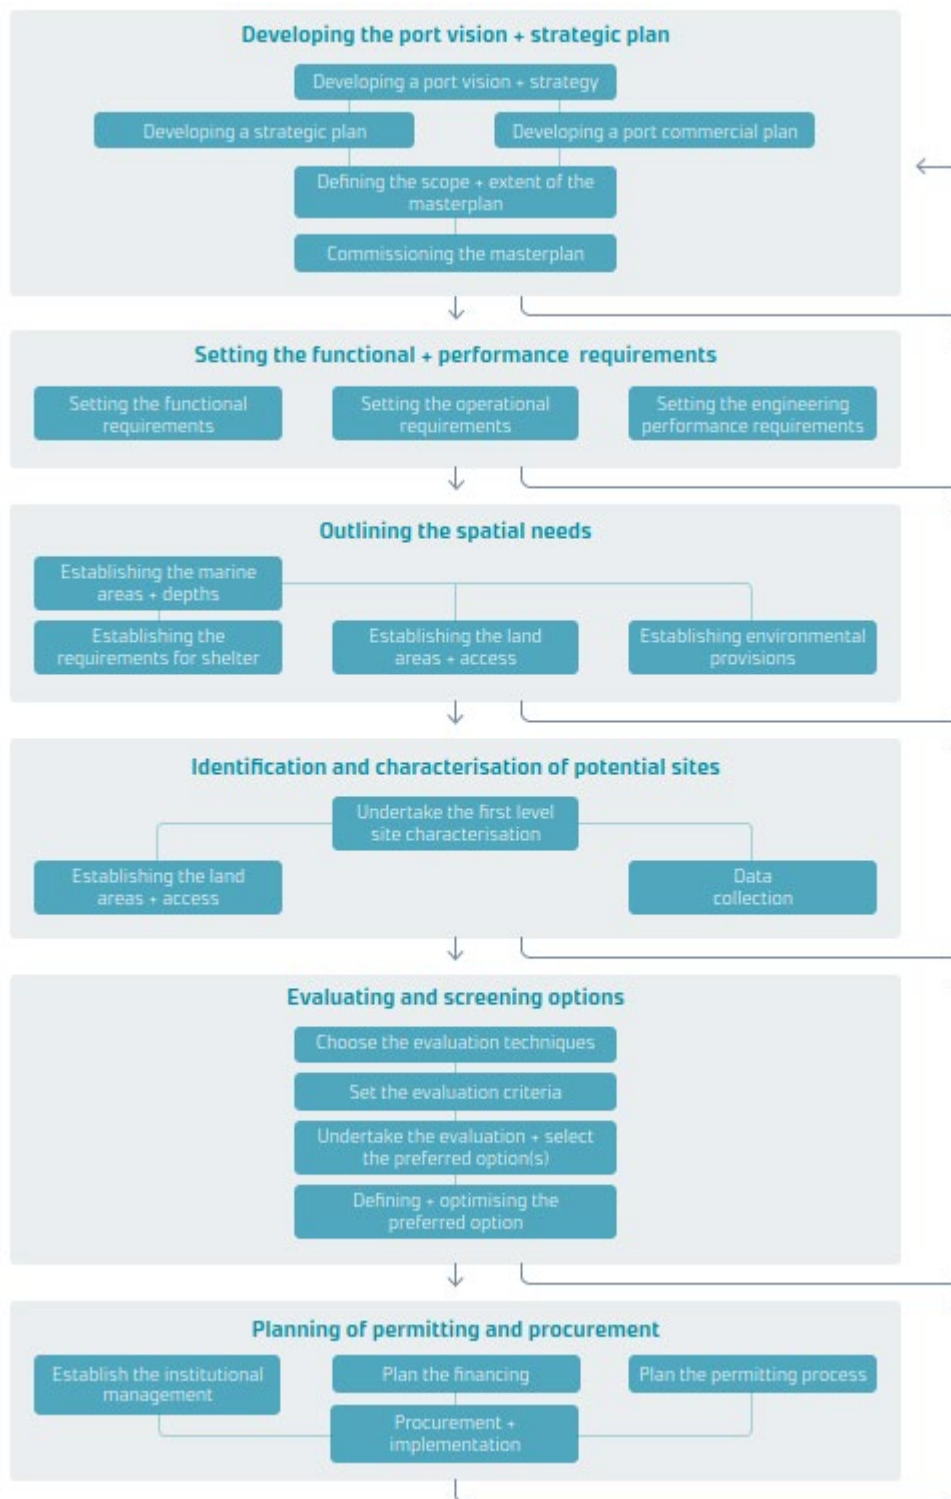 Developing the port vision + strategic plan
Developing a port vision + strategy
Developing a strategic plan
Developing a port commercial plan
Defining the scope + extent of the
masterplan
Commissioning the masterplan
Setting the functional + performance requirements
Setting the functional
requirements
Setting the operational
requirements
Setting the engineering
performance requirements
Outlining the spatial needs
Establishing the marine
areas + depths
Establishing the
requirements for shelter
Establishing the land
areas + access
Establishing environmental
provisions
Identification and characterisation of potential sites
Undertake the first level
site characterisation
Establishing the land
areas + access
Data
collection
Evaluating and screening options
Choose the evaluation techniques
Set the evaluation criteria
Undertake the evaluation + select
the preferred option(s)
Defining + optimising the
preferred option
Planning of permitting and procurement
Establish the institutional
management
Plan the financing
Plan the permitting process
Procurement +
implementation